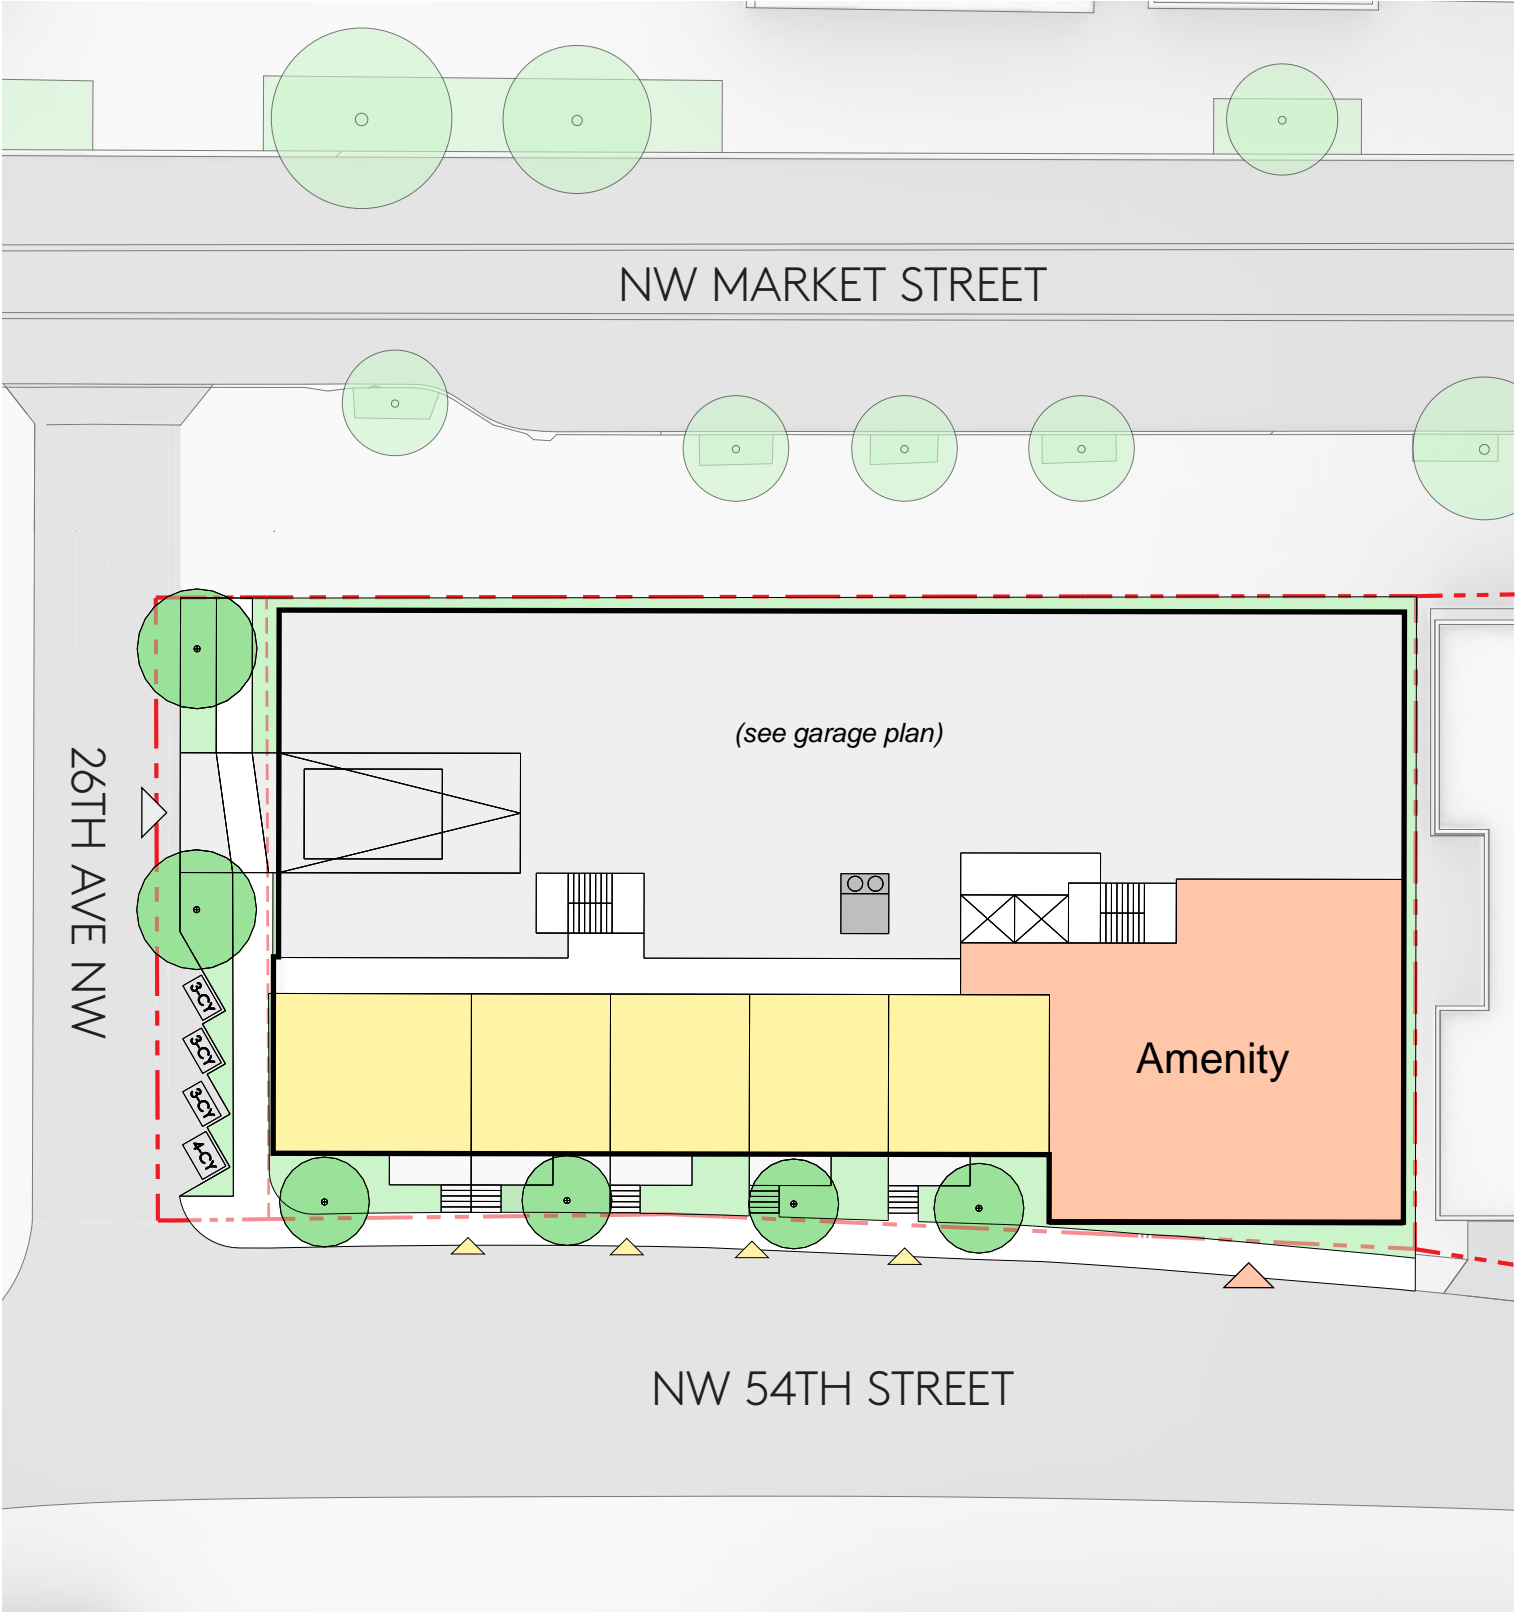 NW MARKET STREET
(see garage plan)
26TH AVE NW
3-CY
3-CY
3-CY
4-CY
Amenity
NW 54TH STREET